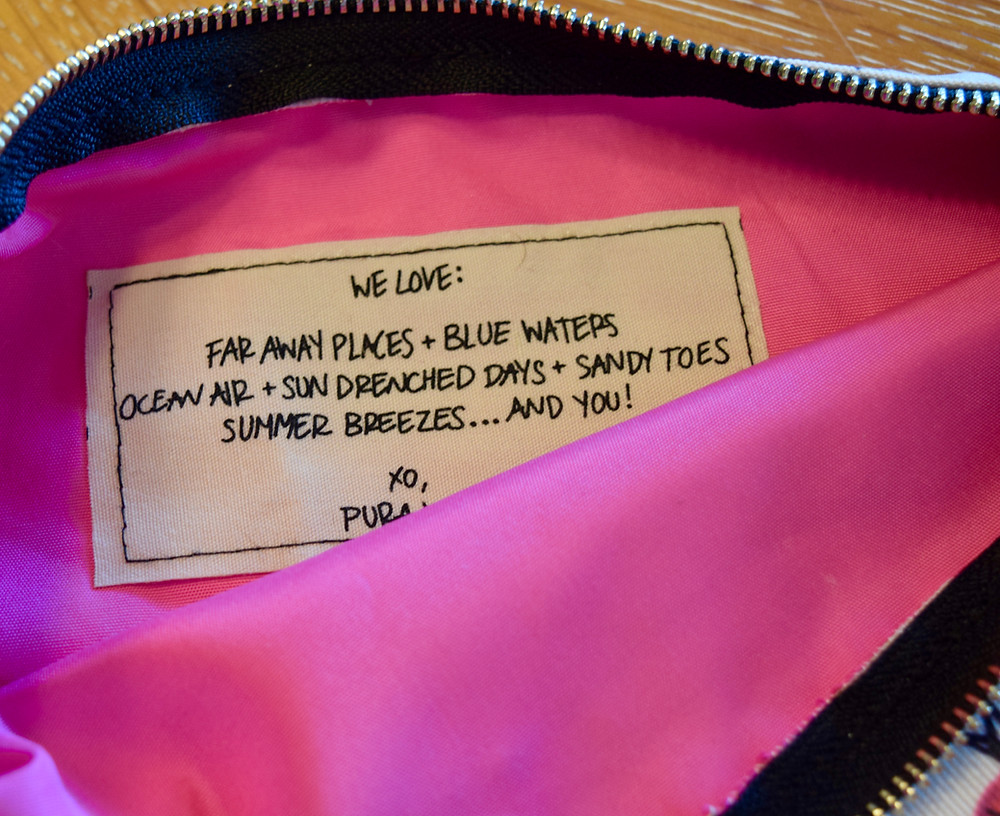 WE LOVE:
FAR AWAY PLACES + BLUE WATERS
OCEAN AIR + SUN DRENCHED DAYS + SANDY TOES
SUMMER BREEZES... AND YOU!
XO,
PURA